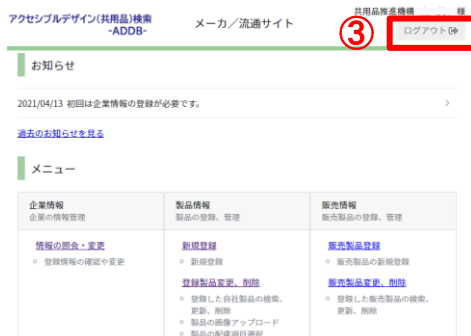 アクセシブルデザイン(共用品)検索
-ADDB-
メーカ／流通サイト
共用品推進機構 様
③
ログアウト
お知らせ
2021/04/13 初回は企業情報の登録が必要です。
過去のお知らせを見る
メニュー
企業情報
企業の情報管理
製品情報
製品の登録、管理
販売情報
販売製品の登録、管理
情報の照会・変更
登録情報の確認や変更
新規登録
新規登録
登録製品変更、削除
登録した自社製品の検索、
更新、削除
製品の画像アップロード
製品の配慮項目選択
販売製品登録
販売製品の新規登録
販売製品変更、削除
登録した販売製品の検索、
更新、削除